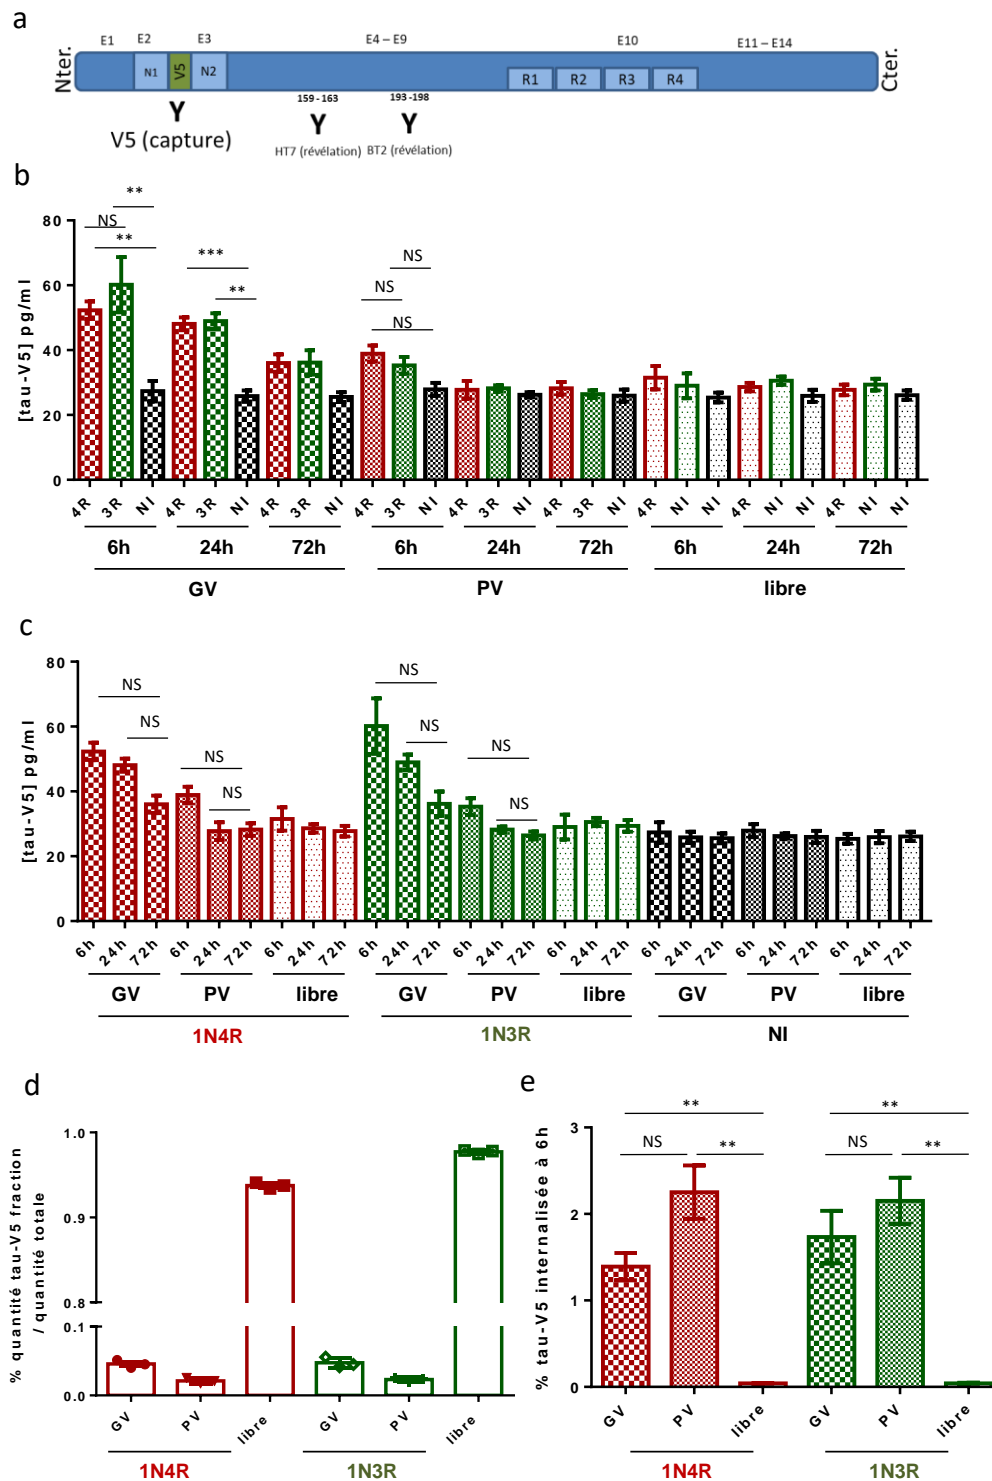 a
E1 E2 E3 E4 – E9 E10 E11 – E14
Nter. N1 V5 N2 R1 R2 R3 R4 Cter.
159 - 163 193 -198
Y Y Y
V5 (capture) HT7 (révélation) BT2 (révélation)
b
[tau-V5] pg/ml
80
60
40
20
0
** NS ** *** ** NS NS NS
4R 3R NI 4R 3R NI 4R 3R NI 4R 3R NI 4R 3R NI 4R 3R NI 4R NI NI 4R NI NI 4R NI NI
6h 24h 72h 6h 24h 72h 6h 24h 72h
GV PV libre
c
[tau-V5] pg/ml
80
60
40
20
0
NS NS NS NS NS NS NS NS
6h 24h 72h 6h 24h 72h 6h 24h 72h 6h 24h 72h 6h 24h 72h 6h 24h 72h 6h 24h 72h 6h 24h 72h 6h 24h 72h
GV PV libre GV PV libre GV PV libre
1N4R 1N3R NI
d
% quantité tau-V5 fraction
/ quantité totale
1.0
0.9
0.8
0.1
0.0
GV PV libre GV PV libre
1N4R 1N3R
e
% tau-V5 internalisée à 6h
3
2
1
0
** NS ** ** NS **
GV PV libre GV PV libre
1N4R 1N3R